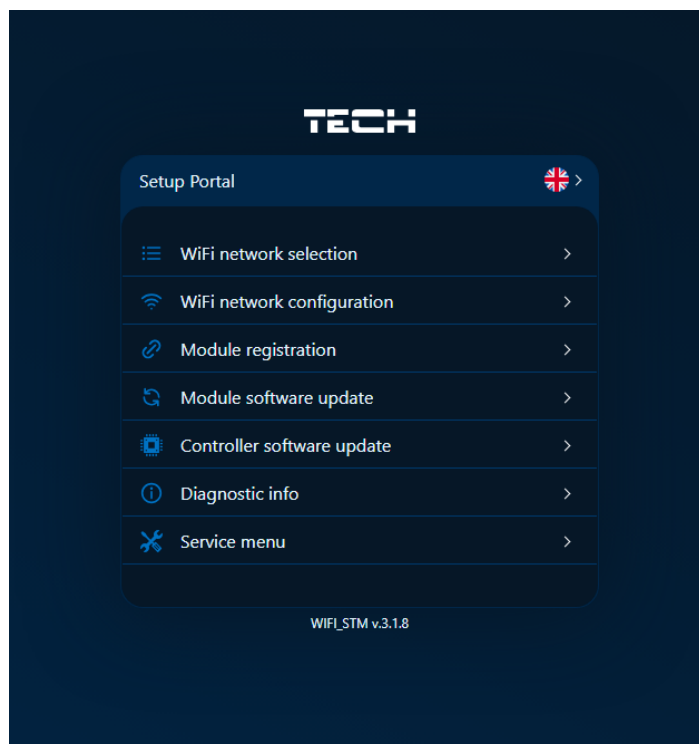 TECH
Setup Portal
WiFi network selection
WiFi network configuration
Module registration
Module software update
Controller software update
Diagnostic info
Service menu
WIFI_STM v.3.1.8